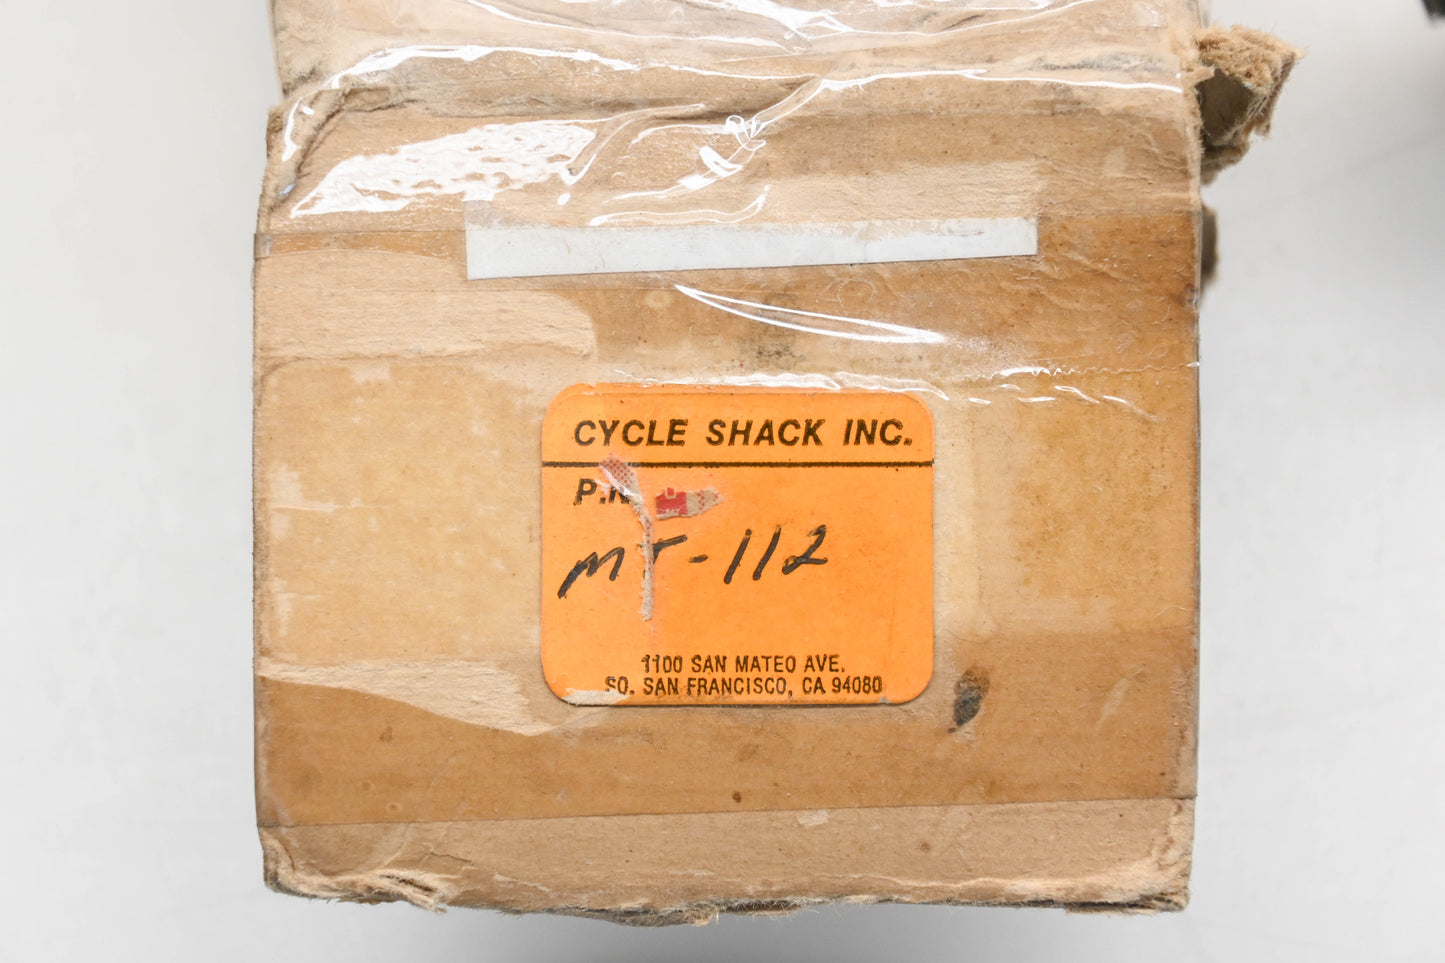 CYCLE SHACK INC.
P.N
MT-112
1100 SAN MATEO AVE.
SO. SAN FRANCISCO, CA 94080